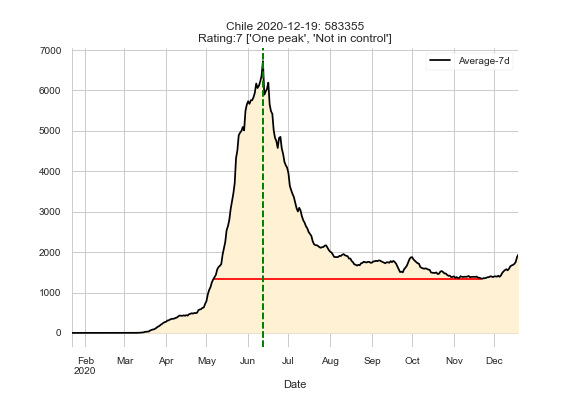 Chile 2020-12-19: 583355
Rating:7 ['One peak', 'Not in control']
Average-7d
7000
6000
5000
4000
3000
2000
1000
0
Feb Mar Apr May Jun Jul Aug Sep Oct Nov Dec
2020
Date